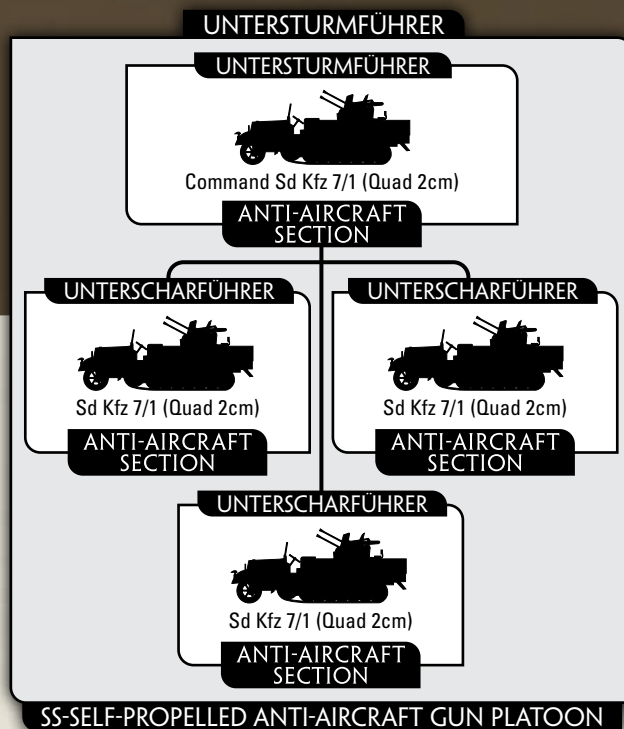 UNTERSTURMFÜHRER
UNTERSTURMFÜHRER
Command Sd Kfz 7/1 (Quad 2cm)
ANTI-AIRCRAFT
SECTION
UNTERSCHARFÜHRER
Sd Kfz 7/1 (Quad 2cm)
ANTI-AIRCRAFT
SECTION
UNTERSCHARFÜHRER
Sd Kfz 7/1 (Quad 2cm)
ANTI-AIRCRAFT
SECTION
UNTERSCHARFÜHRER
Sd Kfz 7/1 (Quad 2cm)
ANTI-AIRCRAFT
SECTION
SS-SELF-PROPELLED ANTI-AIRCRAFT GUN PLATOON